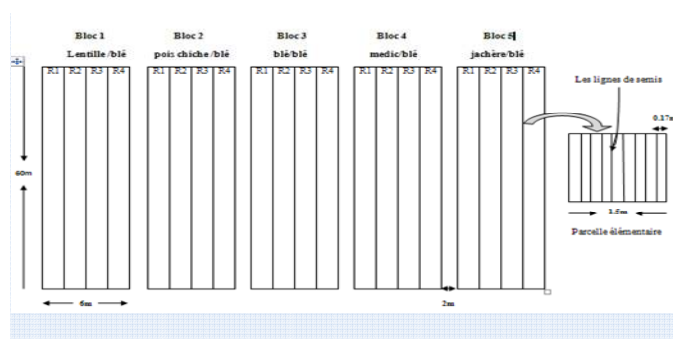 Bloc 1 Bloc 2 Bloc 3 Bloc 4 Bloc 5
Lentille /blé pois chiche /blé blé/blé medic/blé jachère/blé
R1 R2 R3 R4 R1 R2 R3 R4 R1 R2 R3 R4 R1 R2 R3 R4 R1 R2 R3 R4
Les lignes de semis
0.17m
60m
1.5m
Parcelle élémentaire
6m 2m